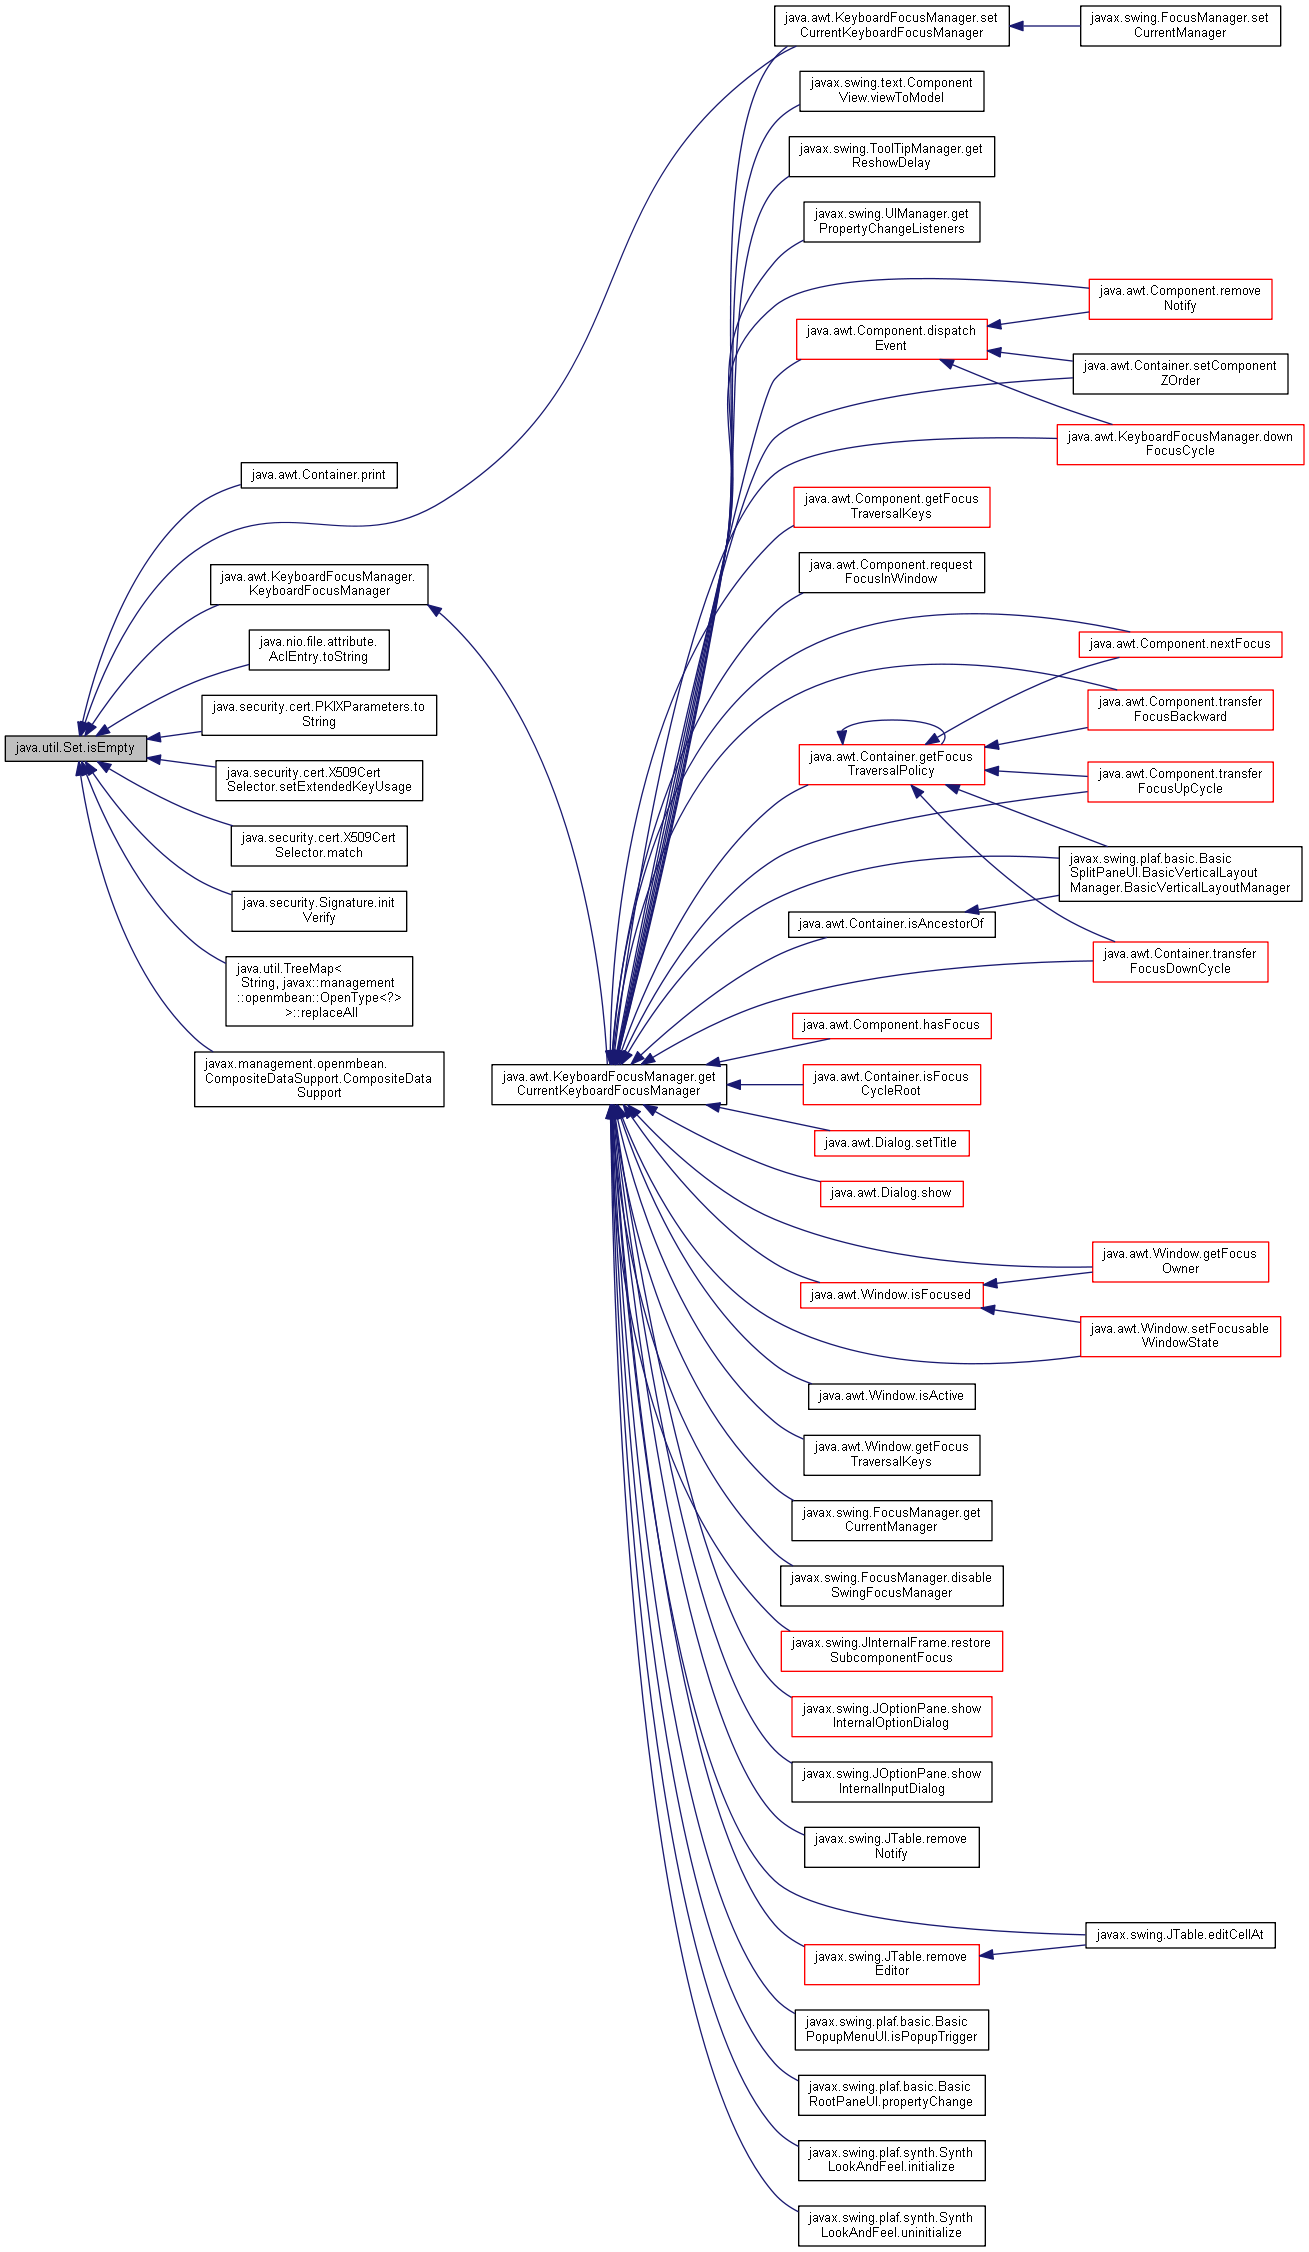 java.util.Set.isEmpty
java.awt.Container.print
java.awt.KeyboardFocusManager.
KeyboardFocusManager
java.nio.file.attribute.
AclEntry.toString
java.security.cert.PKIXParameters.to
String
java.security.cert.X509Cert
Selector.setExtendedKeyUsage
java.security.cert.X509Cert
Selector.match
java.security.Signature.init
Verify
java.util.TreeMap<
String, javax::management
::openmbean::OpenType<?>
>::replaceAll
javax.management.openmbean.
CompositeDataSupport.CompositeData
Support
java.awt.KeyboardFocusManager.get
CurrentKeyboardFocusManager
java.awt.KeyboardFocusManager.set
CurrentKeyboardFocusManager
javax.swing.FocusManager.set
CurrentManager
javax.swing.text.Component
View.viewToModel
javax.swing.ToolTipManager.get
ReshowDelay
javax.swing.UIManager.get
PropertyChangeListeners
java.awt.Component.remove
Notify
java.awt.Component.dispatch
Event
java.awt.Container.setComponent
ZOrder
java.awt.KeyboardFocusManager.down
FocusCycle
java.awt.Component.getFocus
TraversalKeys
java.awt.Component.request
FocusInWindow
java.awt.Component.nextFocus
java.awt.Component.transfer
FocusBackward
java.awt.Container.getFocus
TraversalPolicy
java.awt.Component.transfer
FocusUpCycle
javax.swing.plaf.basic.Basic
SplitPaneUI.BasicVerticalLayout
Manager.BasicVerticalLayoutManager
java.awt.Container.isAncestorOf
java.awt.Container.transfer
FocusDownCycle
java.awt.Component.hasFocus
java.awt.Container.isFocus
CycleRoot
java.awt.Dialog.setTitle
java.awt.Dialog.show
java.awt.Window.getFocus
Owner
java.awt.Window.isFocused
java.awt.Window.setFocusable
WindowState
java.awt.Window.isActive
java.awt.Window.getFocus
TraversalKeys
javax.swing.FocusManager.get
CurrentManager
javax.swing.FocusManager.disable
SwingFocusManager
javax.swing.JInternalFrame.restore
SubcomponentFocus
javax.swing.JOptionPane.show
InternalOptionDialog
javax.swing.JOptionPane.show
InternalInputDialog
javax.swing.JTable.remove
Notify
javax.swing.JTable.editCellAt
javax.swing.JTable.remove
Editor
javax.swing.plaf.basic.Basic
PopupMenuUI.isPopupTrigger
javax.swing.plaf.basic.Basic
RootPaneUI.propertyChange
javax.swing.plaf.synth.Synth
LookAndFeel.initialize
javax.swing.plaf.synth.Synth
LookAndFeel.uninitialize